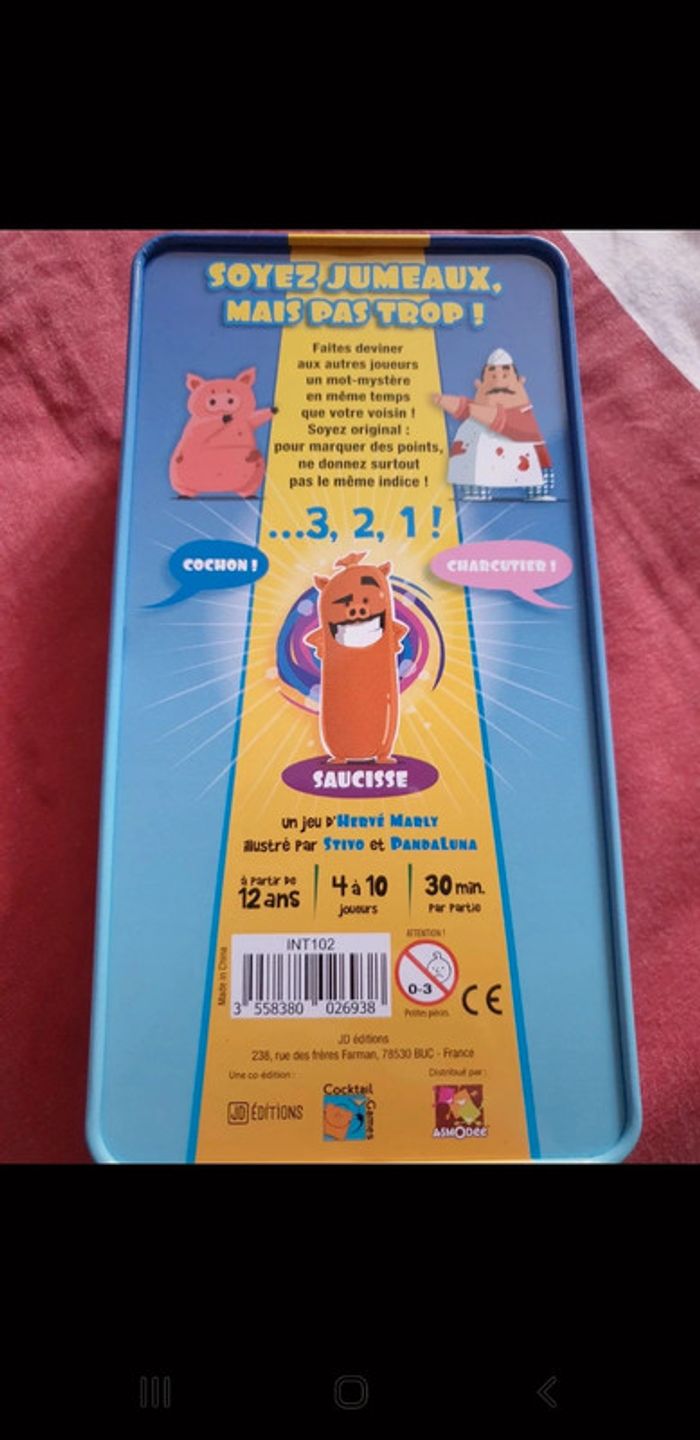 SOYEZ JUMEAUX,
MAIS PAS TROP !
Faites deviner
aux autres joueurs
un mot-mystère
en même temps
que votre voisin !
Soyez original :
pour marquer des points,
ne donnez surtout
pas le même indice !
...3, 2, 1 !
COCHON !
CHARCUTIER !
SAUCISSE
un jeu D'HERVÉ MARLY
illustré par STIVO et PANDALUNA
à partir de
12 ans
4 à 10
joueurs
30 min.
par partie
Made in China
INT102
3 558380 026938
ATTENTION !
0-3
Petites pièces.
CE
JD éditions
238, rue des frères Farman, 78530 BUC - France
Une co-édition :
JD ÉDITIONS
Cocktail
Games
Distribué par :
ASMODEE